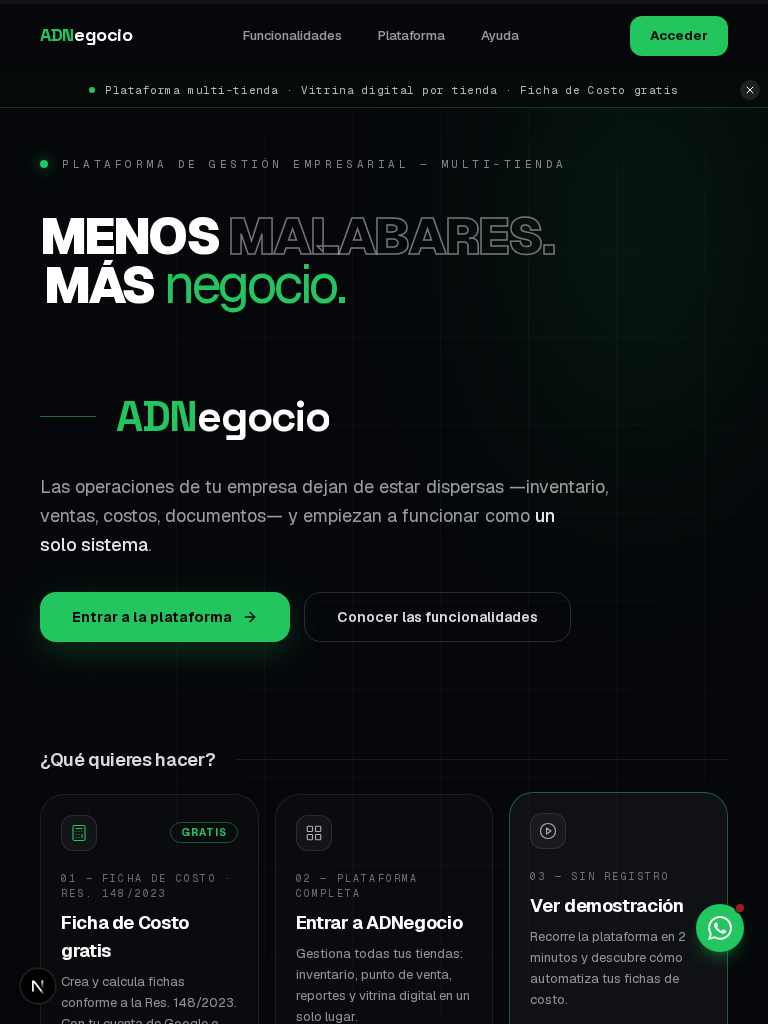 ADNegocio
Funcionalidades
Plataforma
Ayuda
Acceder
Plataforma multi-tienda · Vitrina digital por tienda · Ficha de Costo gratis
PLATAFORMA DE GESTIÓN EMPRESARIAL — MULTI-TIENDA
MENOS MALABARES.
MÁS negocio.
ADNegocio
Las operaciones de tu empresa dejan de estar dispersas —inventario,
ventas, costos, documentos— y empiezan a funcionar como un
solo sistema.
Entrar a la plataforma
Conocer las funcionalidades
¿Qué quieres hacer?
GRATIS
01 — FICHA DE COSTO ·
RES. 148/2023
Ficha de Costo
gratis
Crea y calcula fichas
conforme a la Res. 148/2023.
Con tu cuenta de Google o
02 — PLATAFORMA
COMPLETA
Entrar a ADNegocio
Gestiona todas tus tiendas:
inventario, punto de venta,
reportes y vitrina digital en un
solo lugar.
03 — SIN REGISTRO
Ver demostración
Recorre la plataforma en 2
minutos y descubre cómo
automatiza tus fichas de
costo.
N